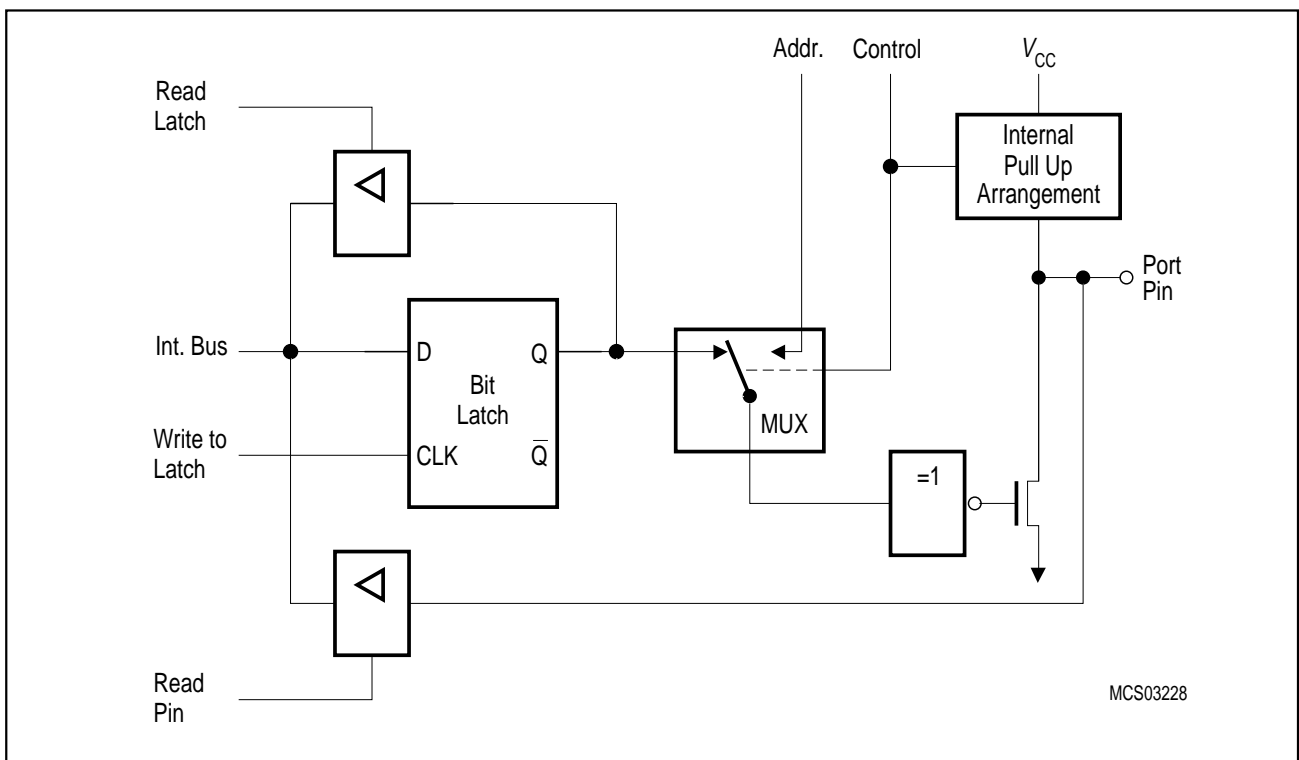 Addr.
Control
VCC
Read
Latch
Internal
Pull Up
Arrangement
Port
Pin
Int. Bus
D
Q
Bit
Latch
MUX
Write to
Latch
CLK
Q̅
=1
Read
Pin
MCS03228